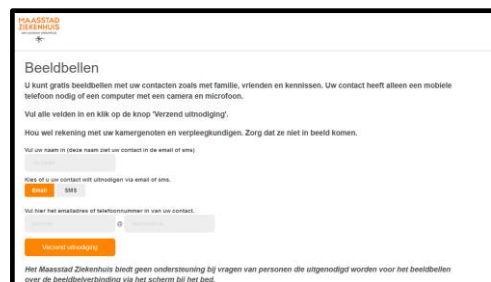 MAASSTAD
ZIEKENHUIS
Beeldbellen
U kunt gratis beeldbellen met uw contacten zoals met familie, vrienden en kennissen. Uw contact heeft alleen een mobiele
telefoon nodig of een computer met een camera en microfoon.
Vul alle velden in en klik op de knop 'Verzend uitnodiging'.
Hou wel rekening met uw kamergenoten en verpleegkundigen. Zorg dat ze niet in beeld komen.
Vul uw naam in (deze naam ziet uw contact in de email of sms)
Kies of u uw contact wilt uitnodigen via email of sms.
Email SMS
Vul hier het emailadres of telefoonnummer in van uw contact.
@
Verzend uitnodiging
Het Maasstad Ziekenhuis biedt geen ondersteuning bij vragen van personen die uitgenodigd worden voor het beeldbellen
over de beeldbelverbinding via het scherm bij het bed.